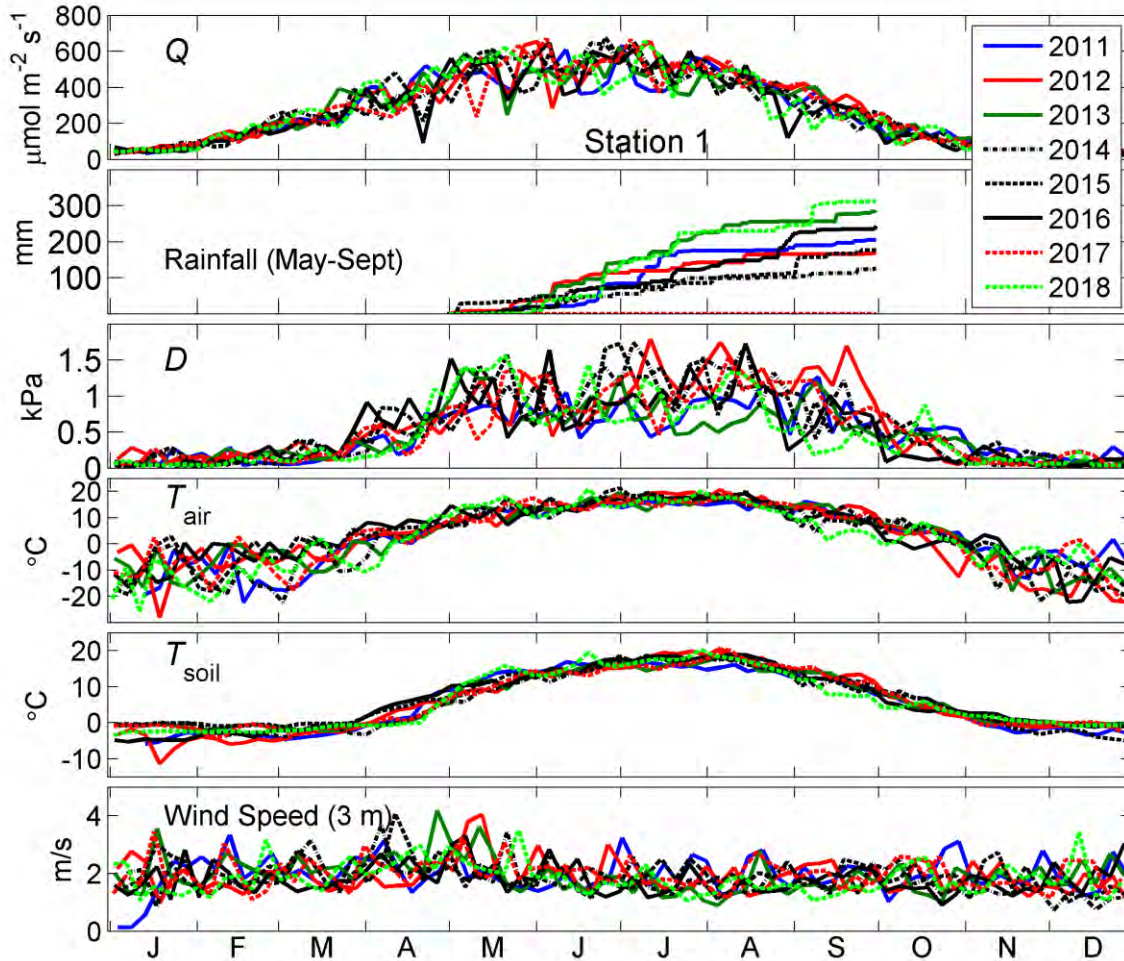 800
600
400
200
0
μmol m⁻² s⁻¹
Q
Station 1
2011
2012
2013
2014
2015
2016
2017
2018
300
200
100
mm
Rainfall (May-Sept)
1.5
1
0.5
0
kPa
D
20
10
0
-10
-20
°C
T air
20
10
0
-10
°C
T soil
4
2
0
m/s
Wind Speed (3 m)
J F M A M J J A S O N D